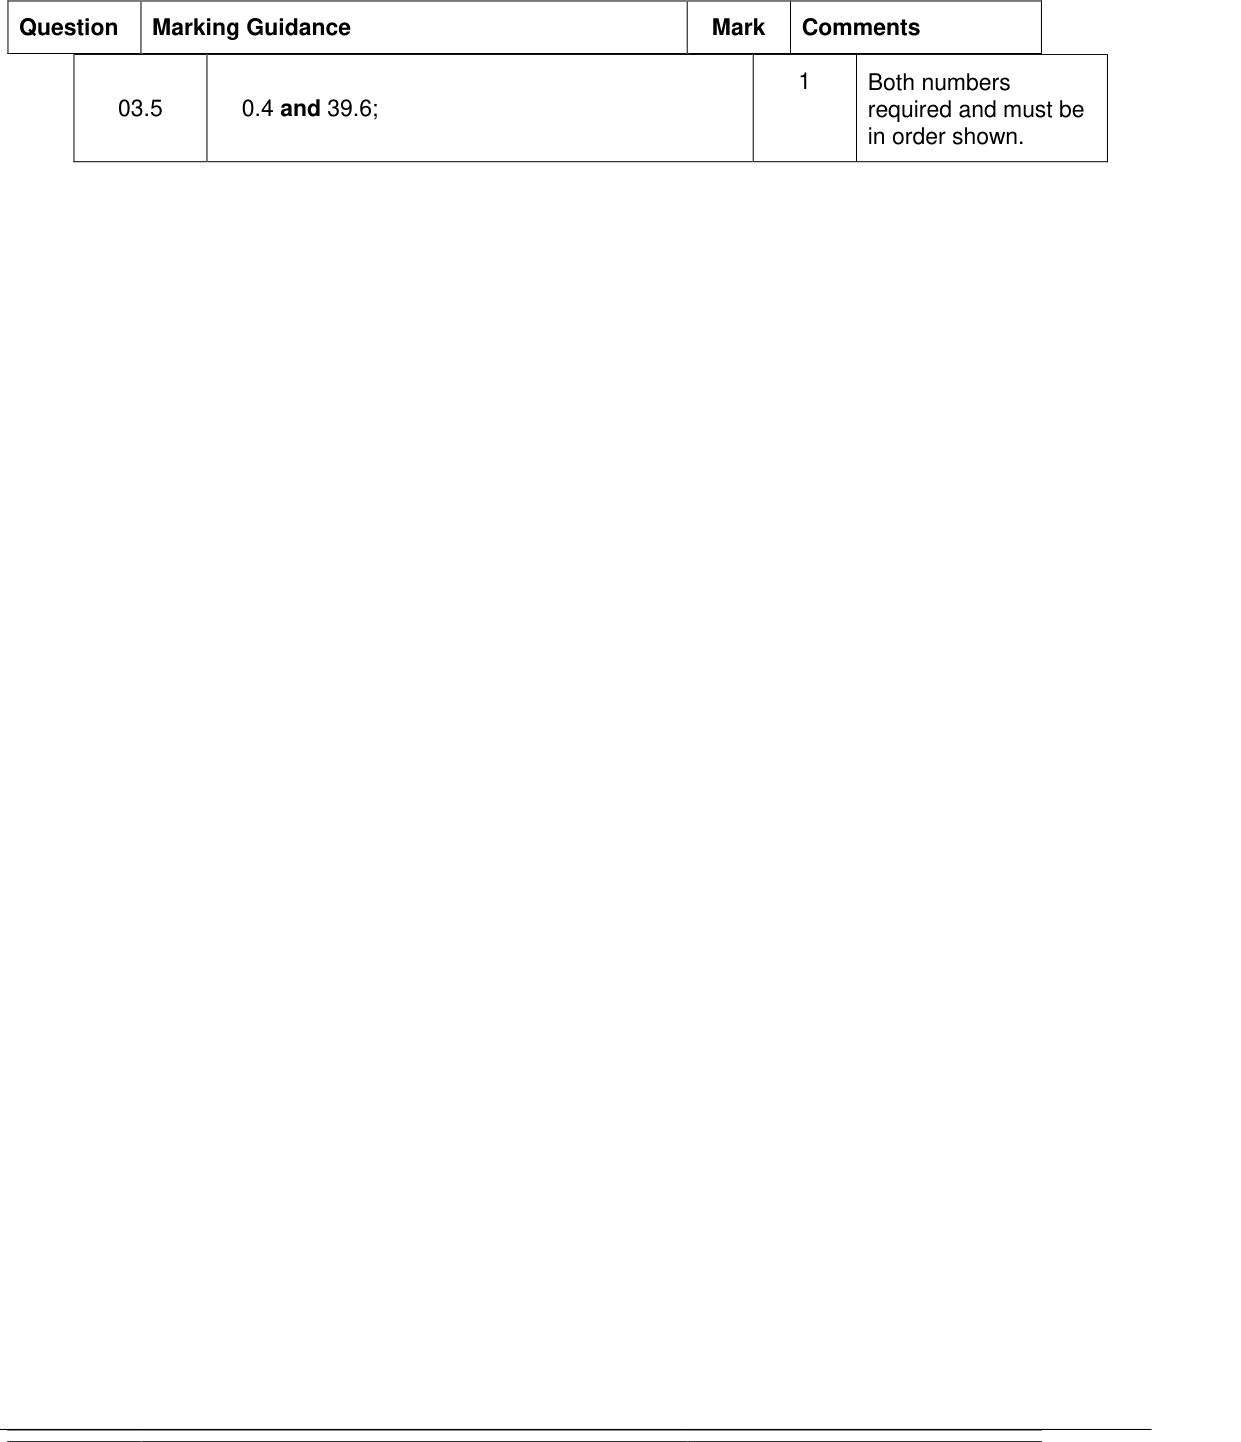 Question Marking Guidance Mark Comments
03.5 0.4 and 39.6; 1 Both numbers
required and must be
in order shown.